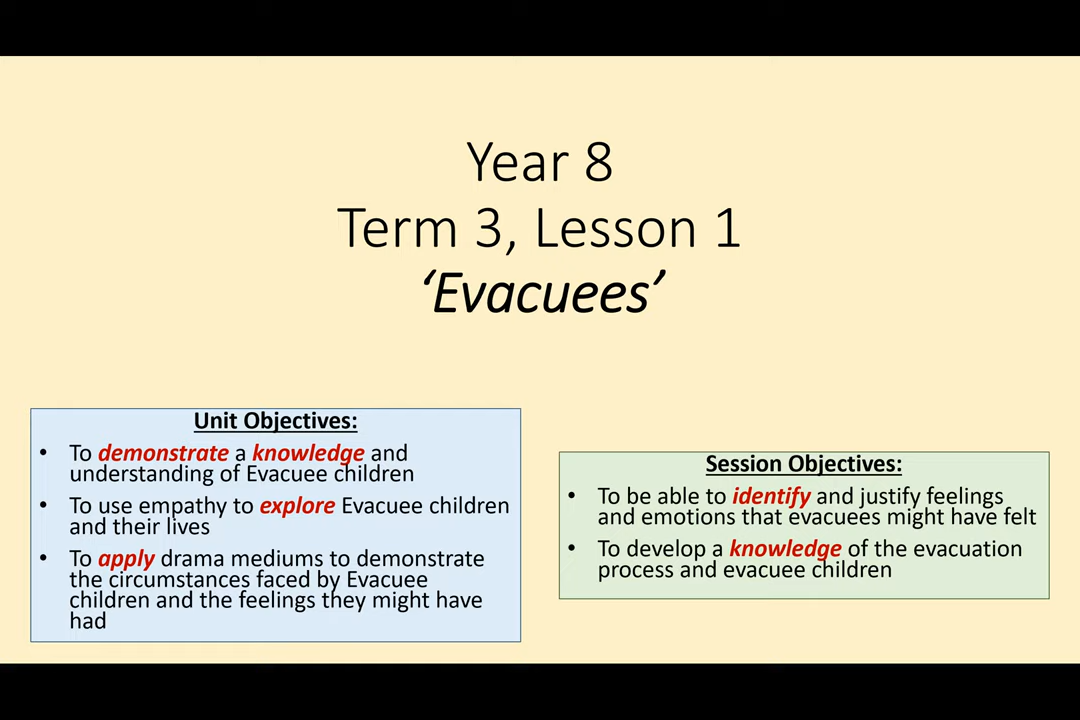 Year 8
Term 3, Lesson 1
‘Evacuees’
Unit Objectives:
• To demonstrate a knowledge and
understanding of Evacuee children
• To use empathy to explore Evacuee children
and their lives
• To apply drama mediums to demonstrate
the circumstances faced by Evacuee
children and the feelings they might have
had
Session Objectives:
• To be able to identify and justify feelings
and emotions that evacuees might have felt
• To develop a knowledge of the evacuation
process and evacuee children